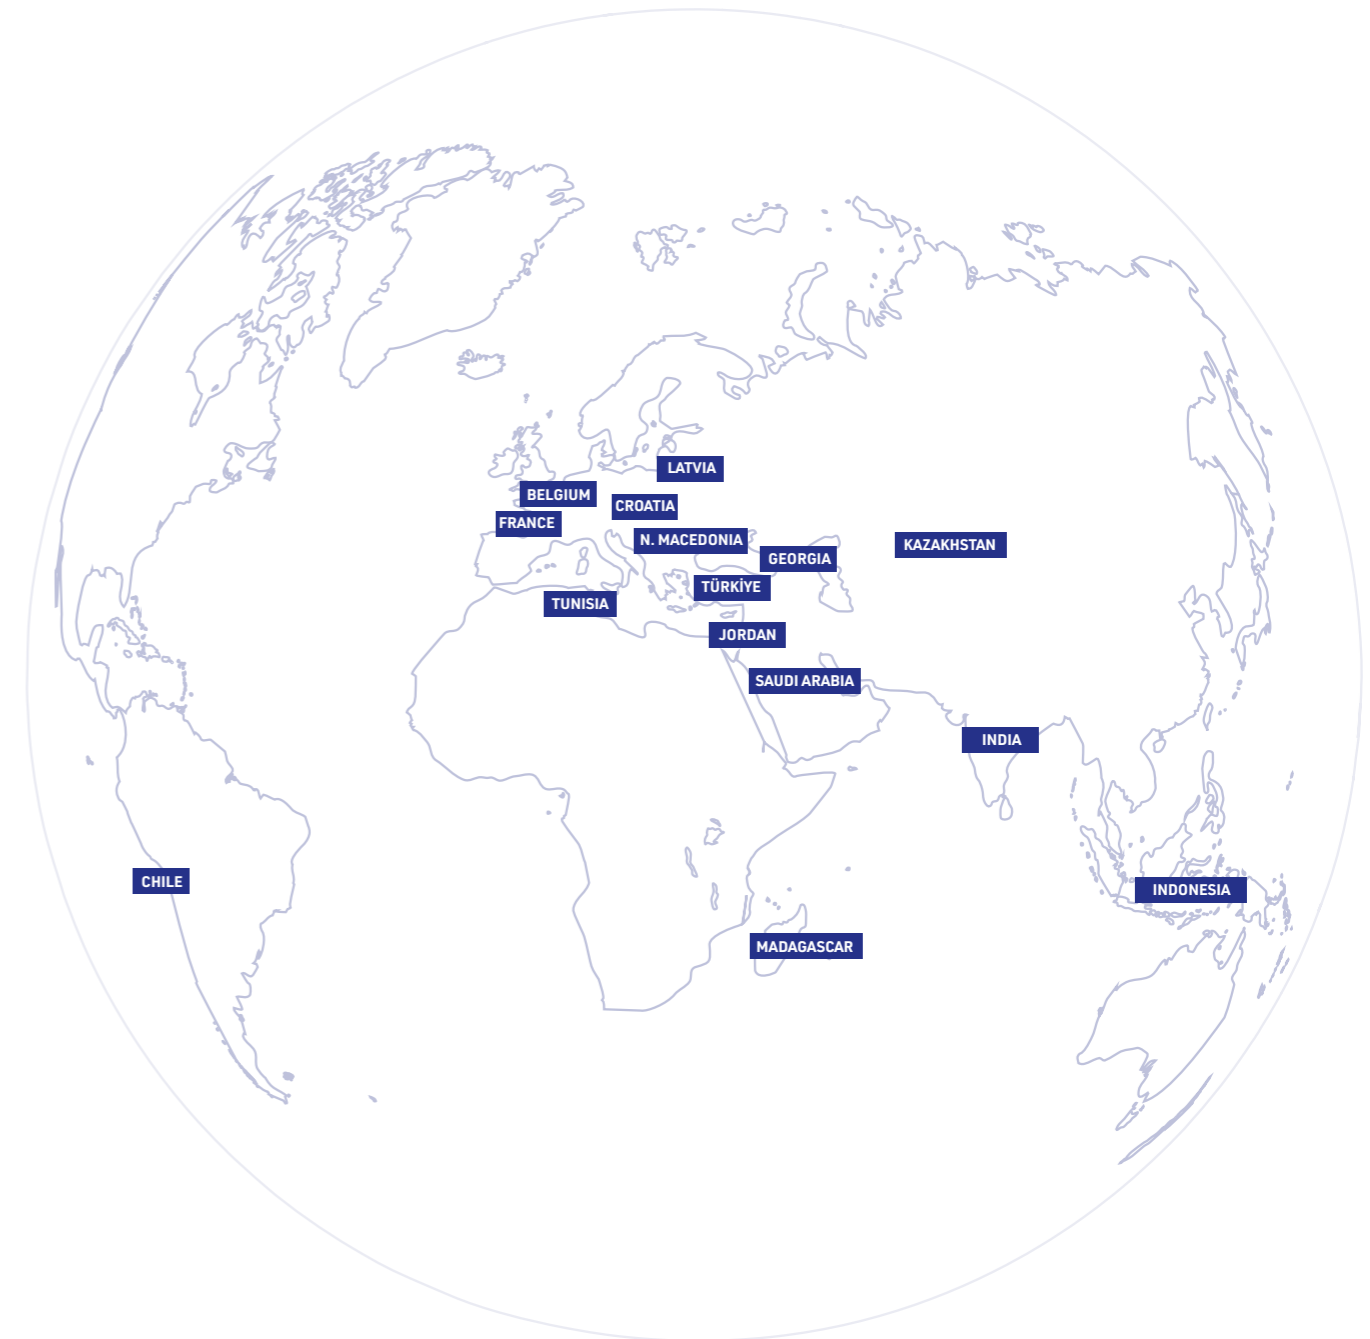 LATVIA
BELGIUM
CROATIA
FRANCE
N. MACEDONIA
KAZAKHSTAN
GEORGIA
TÜRKİYE
TUNISIA
JORDAN
SAUDI ARABIA
INDIA
CHILE
INDONESIA
MADAGASCAR